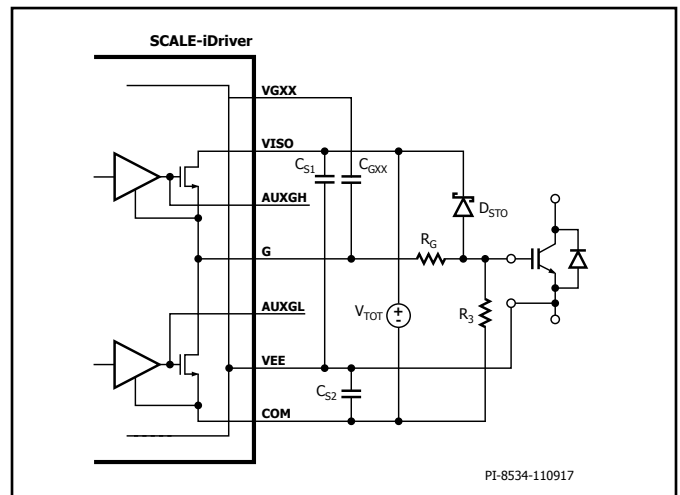 SCALE-iDriver
VGXX
VISO
CS1
CGXX
AUXGH
DSTO
G
RG
AUXGL
VTOT
R3
VEE
CS2
COM
PI-8534-110917